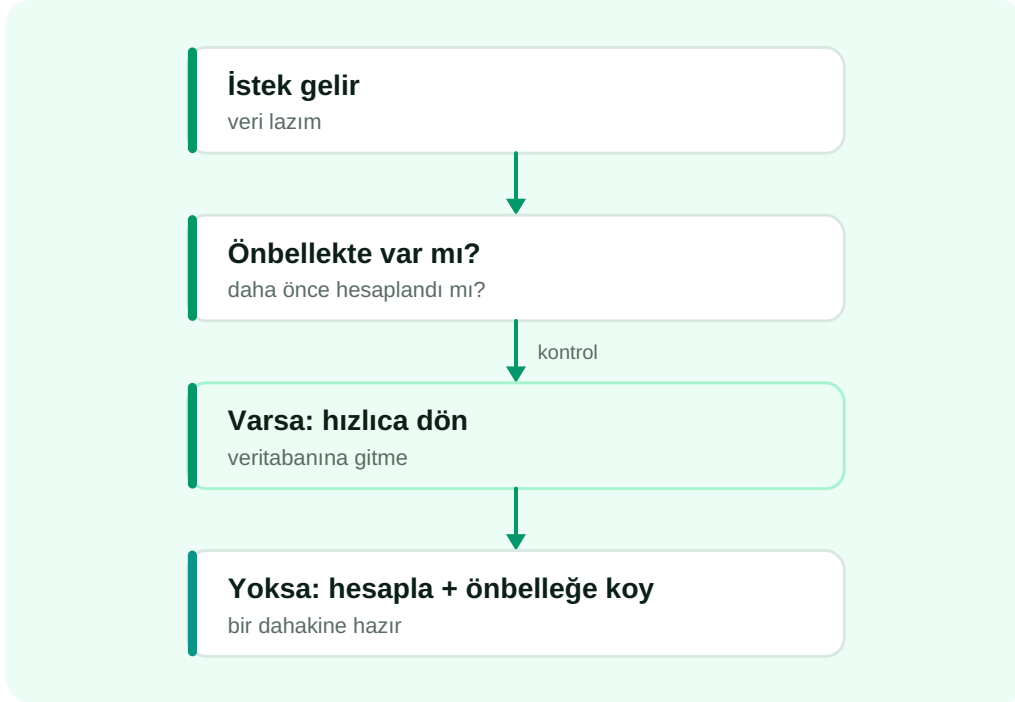 İstek gelir
veri lazım
Önbellekte var mı?
daha önce hesaplandı mı?
kontrol
Varsa: hızlıca dön
veritabanına gitme
Yoksa: hesapla + önbelleğe koy
bir dahakine hazır